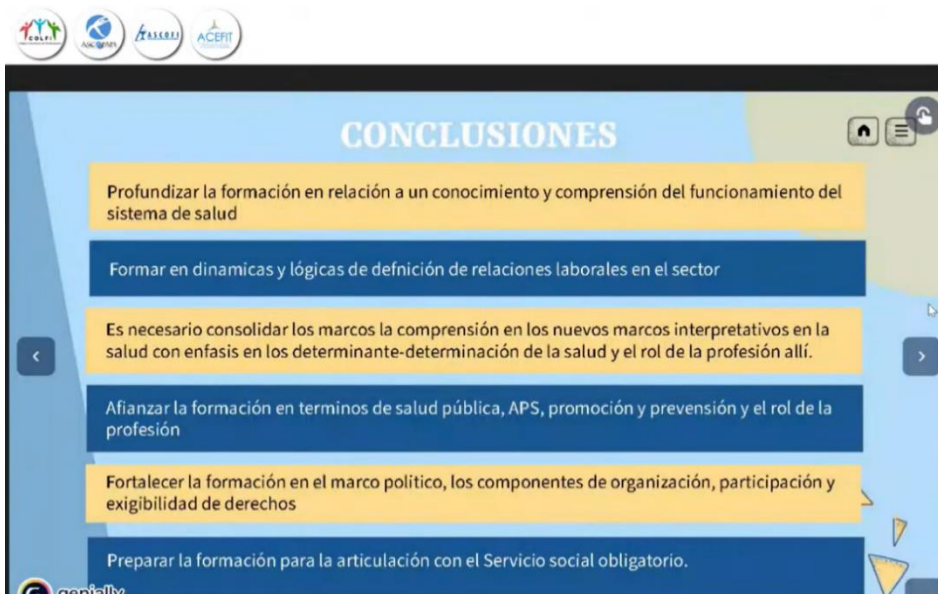 COLFI
ASCOFAFI
ASCOFI
ACEFIT
CONCLUSIONES
Profundizar la formación en relación a un conocimiento y comprensión del funcionamiento del
sistema de salud
Formar en dinamicas y lógicas de defnición de relaciones laborales en el sector
Es necesario consolidar los marcos la comprensión en los nuevos marcos interpretativos en la
salud con enfasis en los determinante-determinación de la salud y el rol de la profesión allí.
Afianzar la formación en terminos de salud pública, APS, promoción y prevención y el rol de la
profesión
Fortalecer la formación en el marco politico, los componentes de organización, participación y
exigibilidad de derechos
Preparar la formación para la articulación con el Servicio social obligatorio.
genially